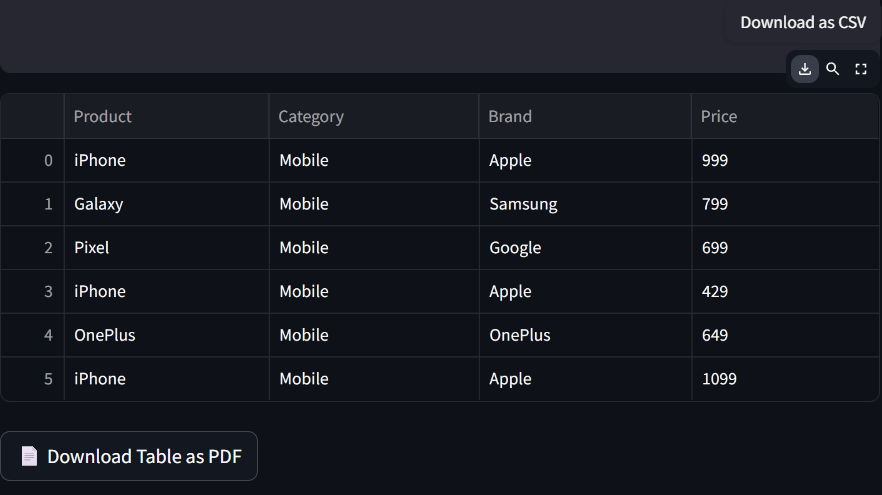 Download as CSV
Product Category Brand Price
0 iPhone Mobile Apple 999
1 Galaxy Mobile Samsung 799
2 Pixel Mobile Google 699
3 iPhone Mobile Apple 429
4 OnePlus Mobile OnePlus 649
5 iPhone Mobile Apple 1099
Download Table as PDF